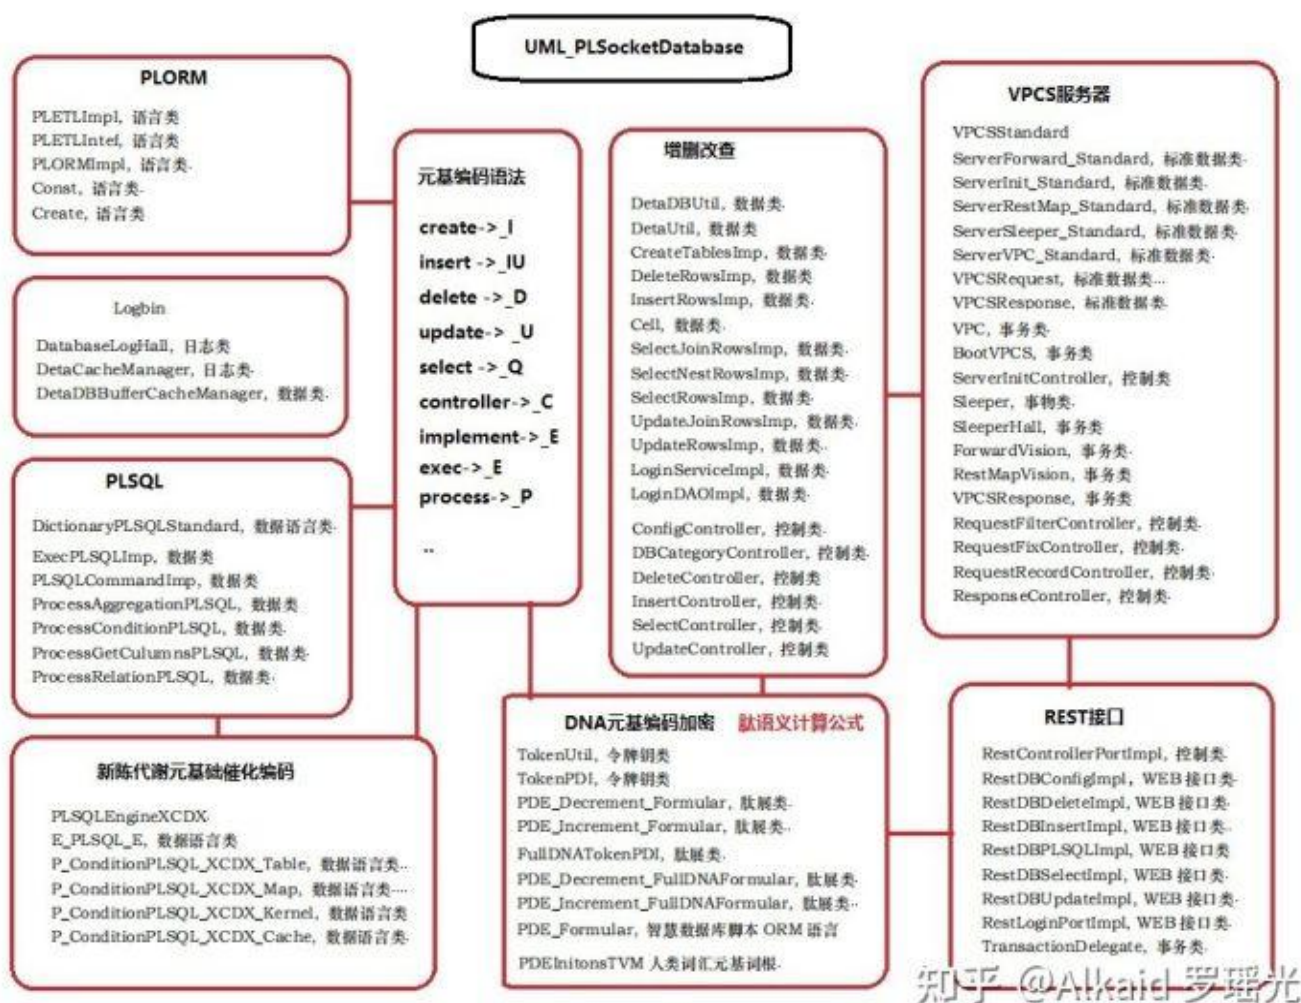 UML_PLSocketDatabase
PLORM
PLETLImpl, 语言类
PLETLIntef, 语言类
PLORMImpl, 语言类.
Const, 语言类.
Create, 语言类
Logbin
DatabaseLogHall, 日志类
DetaCacheManager, 日志类.
DetaDBBufferCacheManager, 数据类.
PLSQL
DictionaryPLSQLStandard, 数据语言类.
ExecPLSQLImp, 数据类
PLSQLCommandImp, 数据类
ProcessAggregationPLSQL, 数据类
ProcessConditionPLSQL, 数据类.
ProcessGetCulumnsPLSQL, 数据类.
ProcessRelationPLSQL, 数据类.
新陈代谢元基础催化编码
PLSQLEngineXCDX.
E_PLSQL_E, 数据语言类
P_ConditionPLSQL_XCDX_Table, 数据语言类..
P_ConditionPLSQL_XCDX_Map, 数据语言类....
P_ConditionPLSQL_XCDX_Kernel, 数据语言类
P_ConditionPLSQL_XCDX_Cache, 数据语言类.
元基编码语法
create->_I
insert ->_IU
delete ->_D
update-> _U
select ->_Q
controller->_C
implement->_E
exec->_E
process->_P
..
增删改查
DetaDBUtil, 数据类.
DetaUtil, 数据类
CreateTablesImp, 数据类.
DeleteRowsImp, 数据类
InsertRowsImp, 数据类.
Cell, 数据类.
SelectJoinRowsImp, 数据类.
SelectNestRowsImp, 数据类.
SelectRowsImp, 数据类.
UpdateJoinRowsImp, 数据类.
UpdateRowsImp, 数据类.
LoginServiceImpl, 数据类.
LoginDAOImpl, 数据类.
ConfigController, 控制类.
DBCategoryController, 控制类.
DeleteController, 控制类
InsertController, 控制类.
SelectController, 控制类.
UpdateController, 控制类
DNA元基编码加密 肽语义计算公式
TokenUtil, 令牌钥类
TokenPDI, 令牌钥类
PDE_Decrement_Formular, 肽展类.
PDE_Increment_Formular, 肽展类..
FullDNATokenPDI, 肽展类.
PDE_Decrement_FullDNAFormular, 肽展类.
PDE_Increment_FullDNAFormular, 肽展类..
PDE_Formular, 智慧数据库脚本 ORM 语言
PDEInitonsTVM 人类词汇元基词根.
VPCS服务器
VPCSStandard
ServerForward_Standard, 标准数据类.
ServerInit_Standard, 标准数据类.
ServerRestMap_Standard, 标准数据类.
ServerSleeper_Standard, 标准数据类.
ServerVPC_Standard, 标准数据类.
VPCSRequest, 标准数据类...
VPCSResponse, 标准数据类.
VPC, 事务类.
BootVPCS, 事务类
ServerInitController, 控制类
Sleeper, 事物类.
SleeperHall, 事务类
ForwardVision, 事务类.
RestMapVision, 事务类
VPCSResponse, 事务类
RequestFilterController, 控制类.
RequestFixController, 控制类.
RequestRecordController, 控制类.
ResponseController, 控制类.
REST接口
RestControllerPortImpl, 控制类.
RestDBConfigImpl, WEB 接口类.
RestDBDeleteImpl, WEB 接口类.
RestDBInsertImpl, WEB 接口类.
RestDBPLSQLImpl, WEB 接口类
RestDBSelectImpl, WEB 接口类.
RestDBUpdateImpl, WEB 接口类.
RestLoginPortImpl, WEB 接口类.
TransactionDelegate, 事务类.
知乎 @Alkaid 罗瑶光